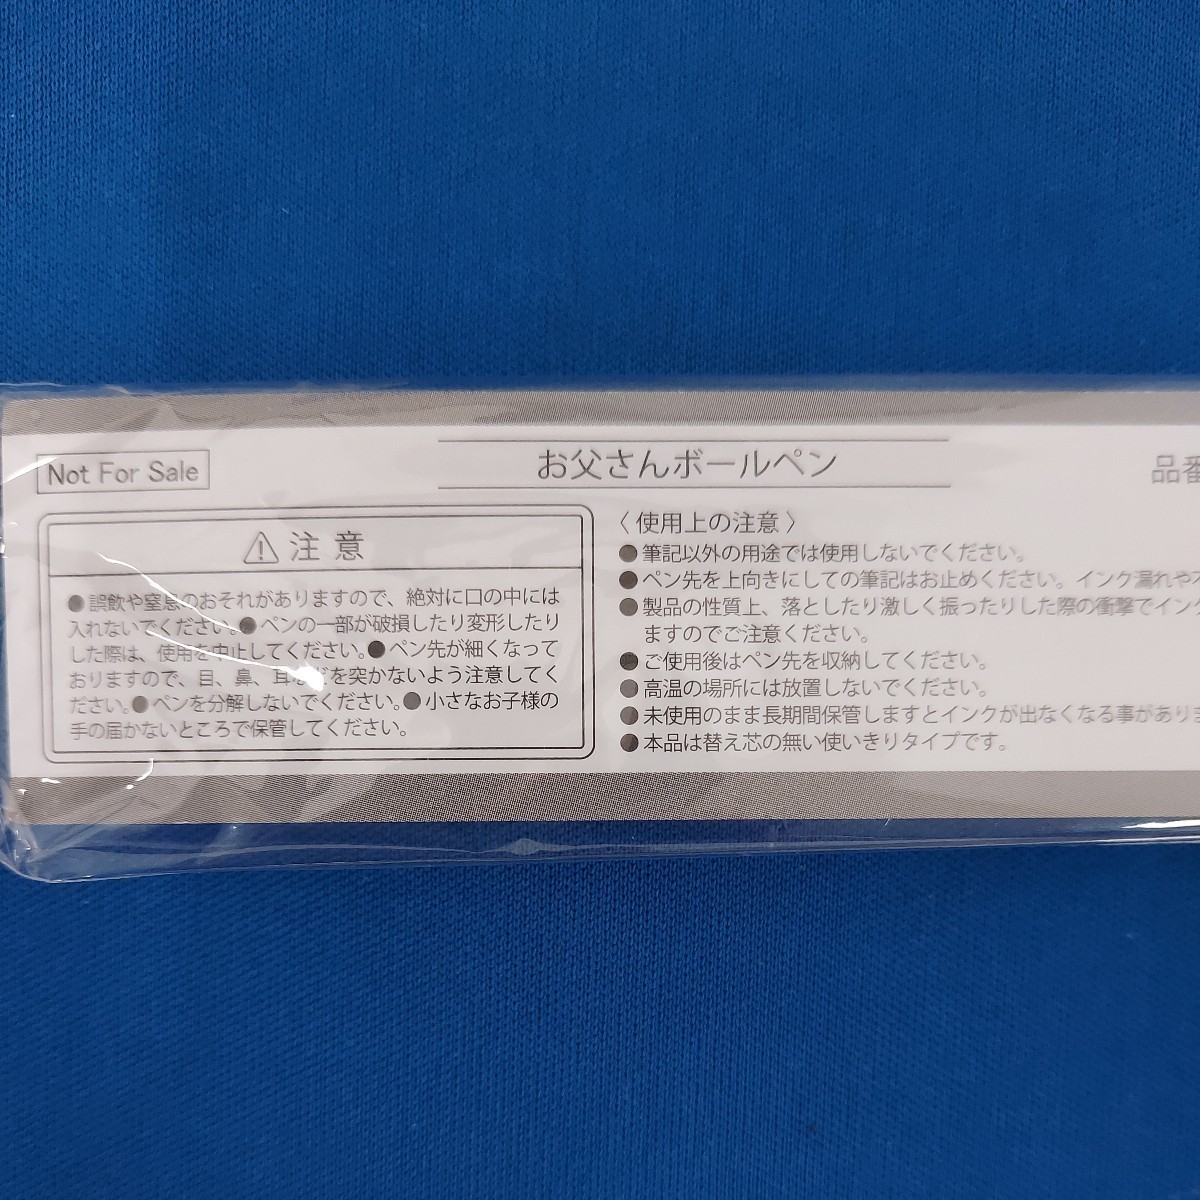 Not For Sale
お父さんボールペン
品番
⚠注意
●誤飲や窒息のおそれがありますので、絶対に口の中には
入れないでください。●ペンの一部が破損したり変形したり
した際は、使用を中止してください。●ペン先が細くなって
おりますので、目、鼻、耳などを突かないよう注意してく
ださい。●ペンを分解しないでください。●小さなお子様の
手の届かないところで保管してください。
〈使用上の注意〉
●筆記以外の用途では使用しないでください。
●ペン先を上向きにしての筆記はお止めください。インク漏れや
●製品の性質上、落としたり激しく振ったりした際の衝撃でイン
ますのでご注意ください。
●ご使用後はペン先を収納してください。
●高温の場所には放置しないでください。
●未使用のまま長期間保管しますとインクが出なくなる事がありま
●本品は替え芯の無い使いきりタイプです。